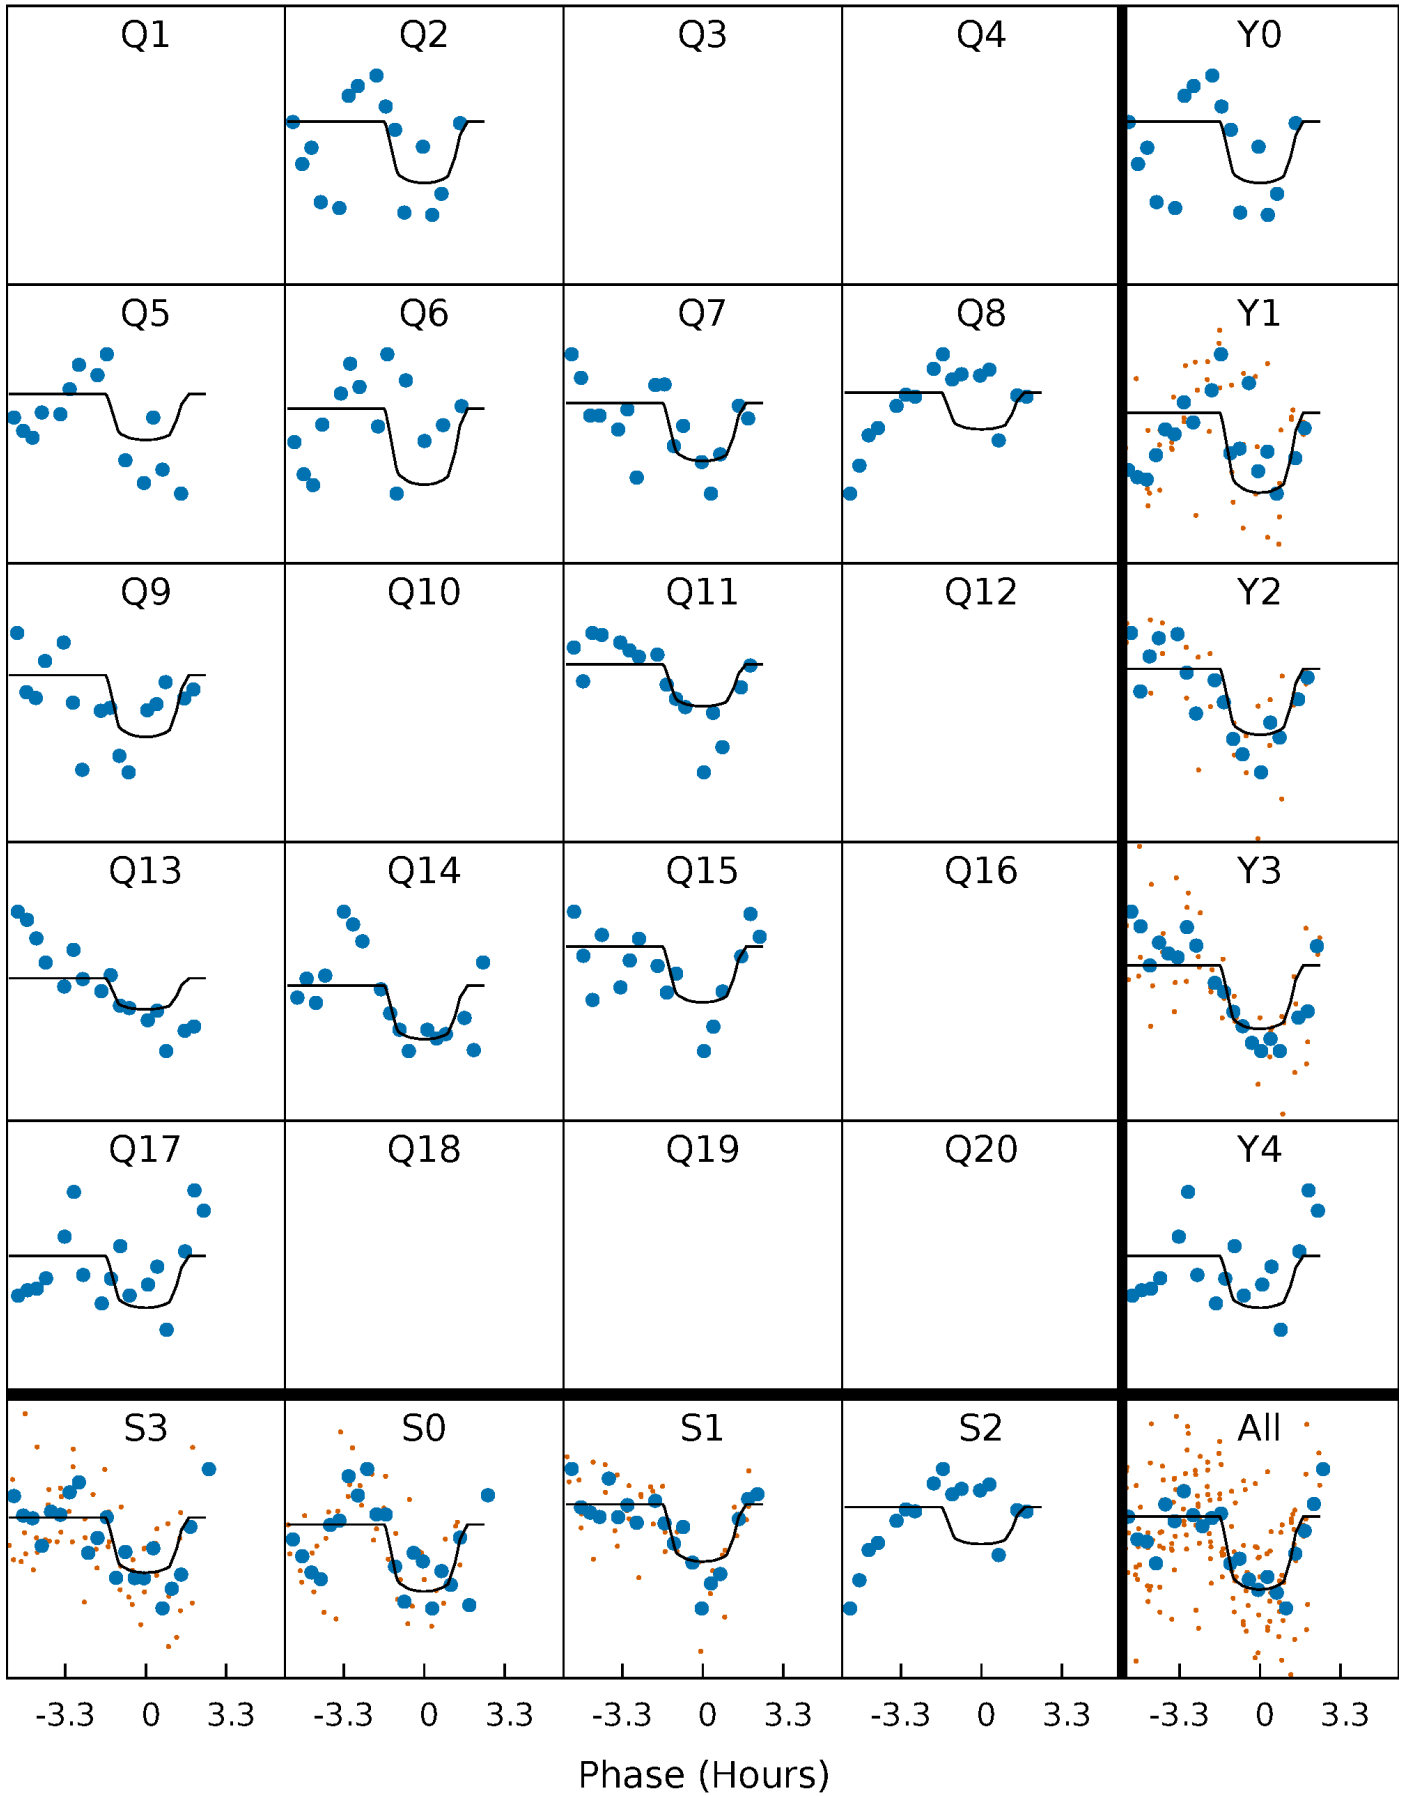 Q1 Q2 Q3 Q4 Y0
Q5 Q6 Q7 Q8 Y1
Q9 Q10 Q11 Q12 Y2
Q13 Q14 Q15 Q16 Y3
Q17 Q18 Q19 Q20 Y4
S3 S0 S1 S2 All
-3.3 0 3.3 -3.3 0 3.3 -3.3 0 3.3 -3.3 0 3.3 -3.3 0 3.3
Phase (Hours)